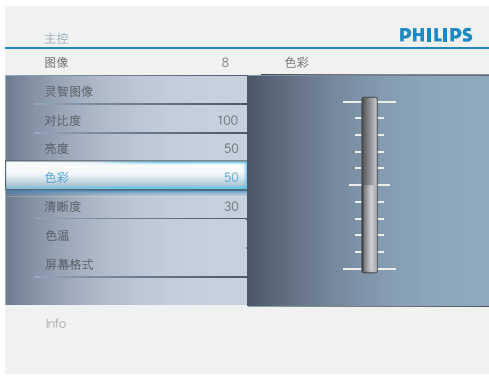 主控 PHILIPS
图像 8 色彩
灵智图像
对比度 100
亮度 50
色彩 50
清晰度 30
色温
屏幕格式
Info